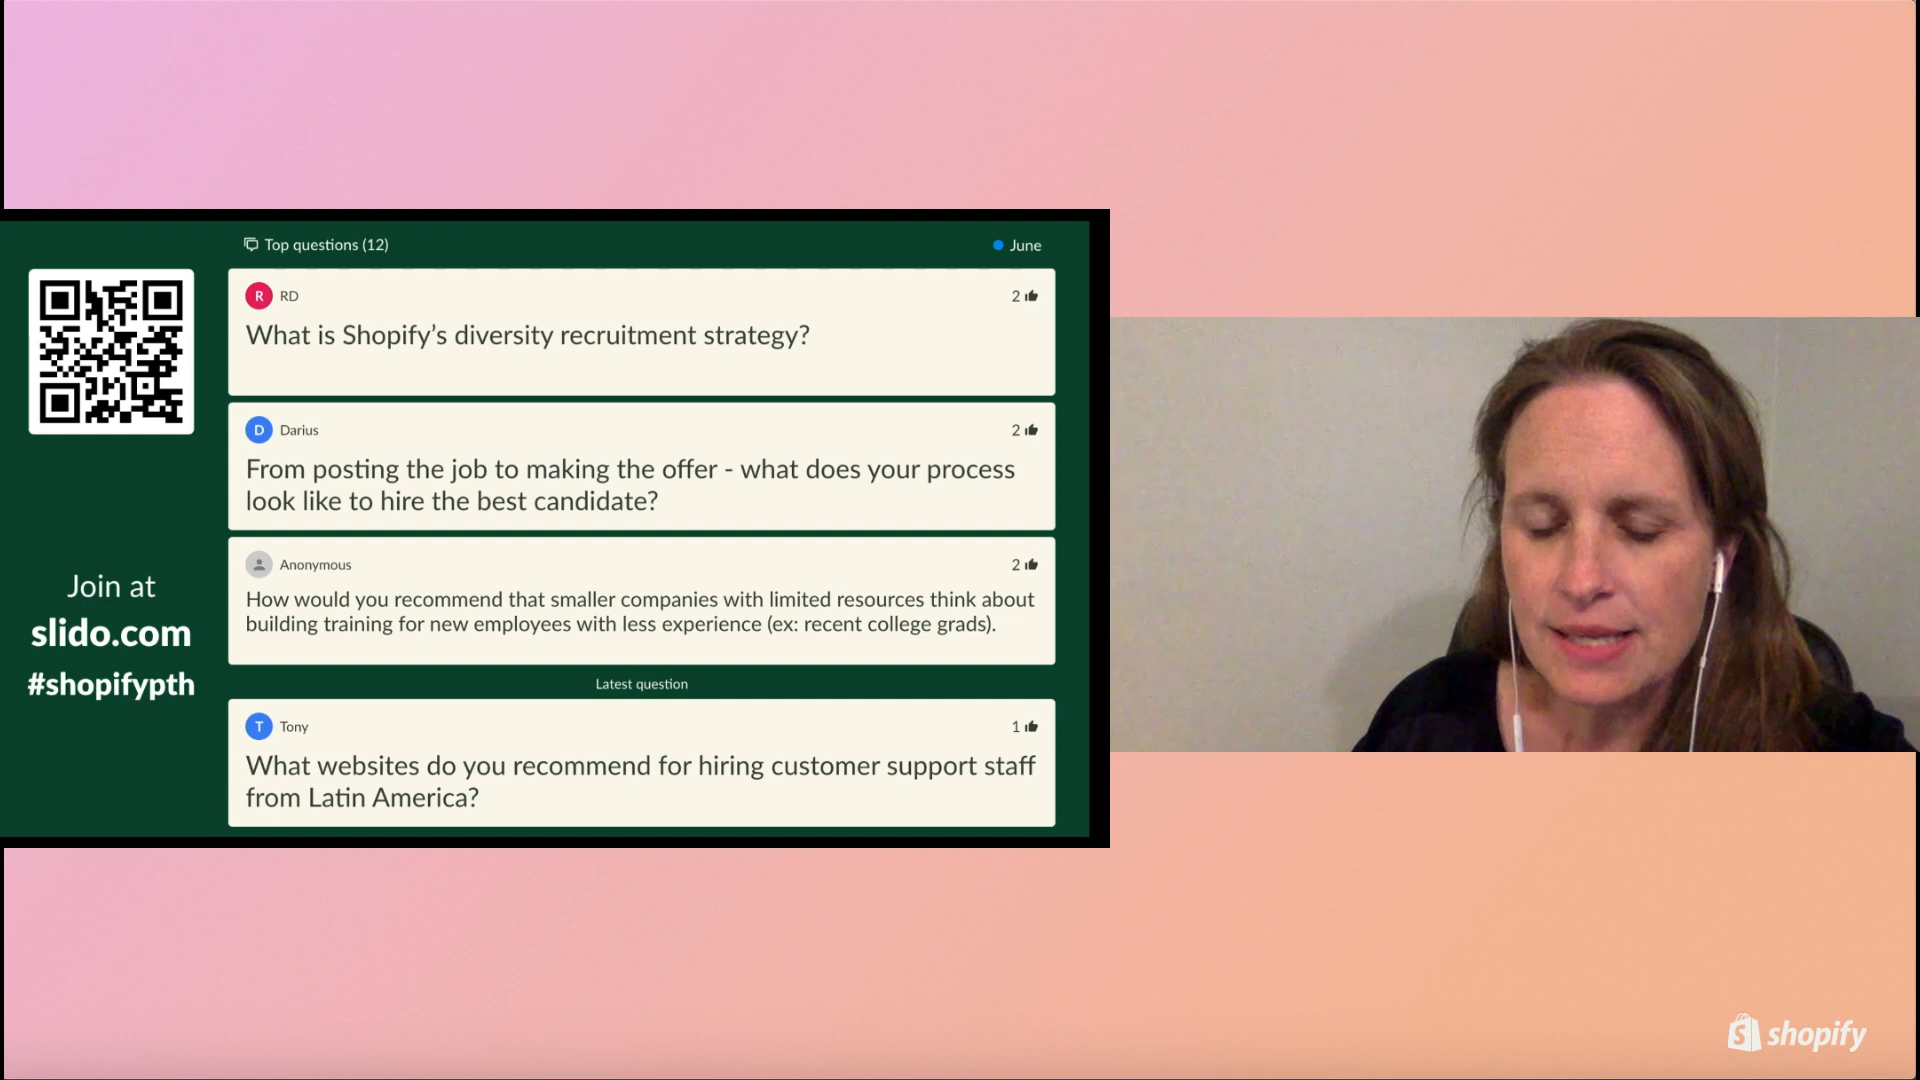 Top questions (12)
June
R RD
2
What is Shopify’s diversity recruitment strategy?
D Darius
2
From posting the job to making the offer - what does your process
look like to hire the best candidate?
Anonymous
2
How would you recommend that smaller companies with limited resources think about
building training for new employees with less experience (ex: recent college grads).
Latest question
T Tony
1
What websites do you recommend for hiring customer support staff
from Latin America?
Join at
slido.com
#shopifypth
shopify